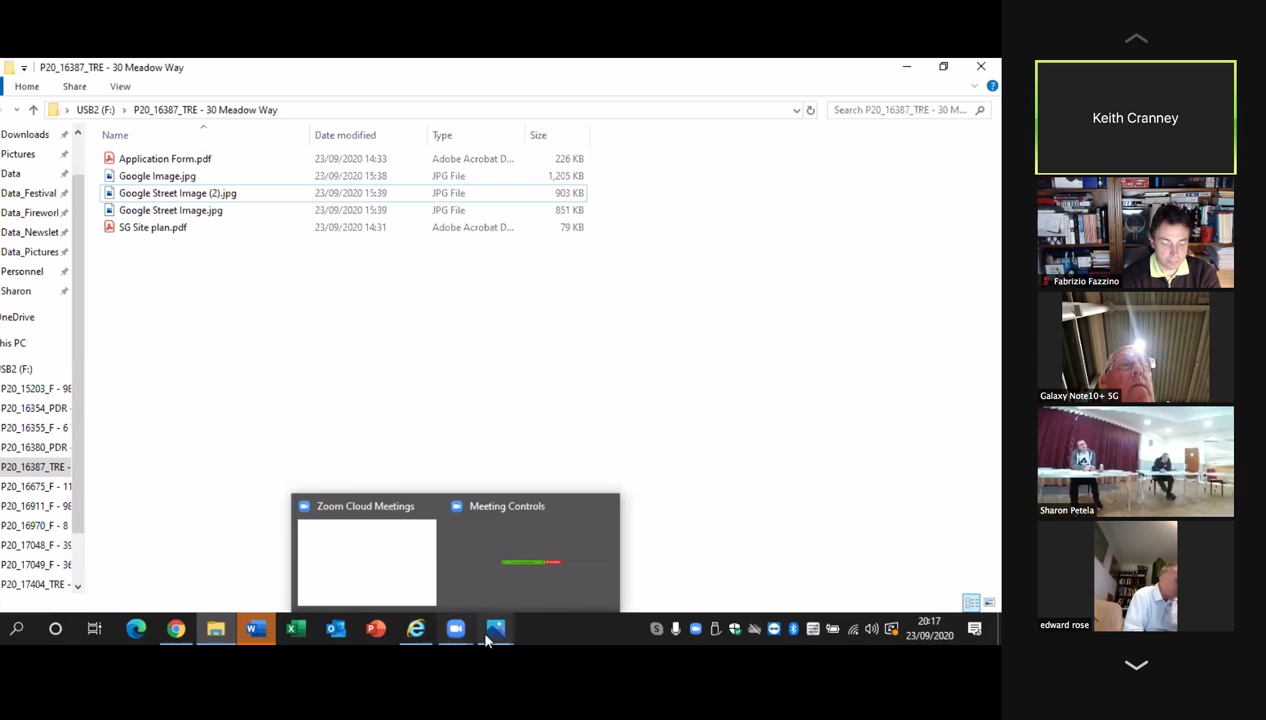 P20_16387_TRE - 30 Meadow Way
Home Share View
USB2 (F:) P20_16387_TRE - 30 Meadow Way
Search P20_16387_TRE - 30 M...
Name Date modified Type Size
Application Form.pdf 23/09/2020 14:33 Adobe Acrobat D... 226 KB
Google Image.jpg 23/09/2020 15:38 JPG File 1,205 KB
Google Street Image (2).jpg 23/09/2020 15:39 JPG File 903 KB
Google Street Image.jpg 23/09/2020 15:39 JPG File 851 KB
SG Site plan.pdf 23/09/2020 14:31 Adobe Acrobat D... 79 KB
Downloads
Pictures
Data
Data_Festival
Data_Firewor
Data_Newslet
Data_Pictures
Personnel
Sharon
neDrive
his PC
SB2 (F:)
P20_15203_F - 98
P20_16354_PDR -
P20_16355_F - 6
P20_16380_PDR -
P20_16387_TRE -
P20_16675_F - 11
P20_16911_F - 98
P20_16970_F - 8
P20_17048_F - 39
P20_17049_F - 36
P20_17404_TRE -
Zoom Cloud Meetings
Meeting Controls
20:17
23/09/2020
Keith Cranney
Fabrizio Fazzino
Galaxy Note10+ 5G
Sharon Petela
edward rose